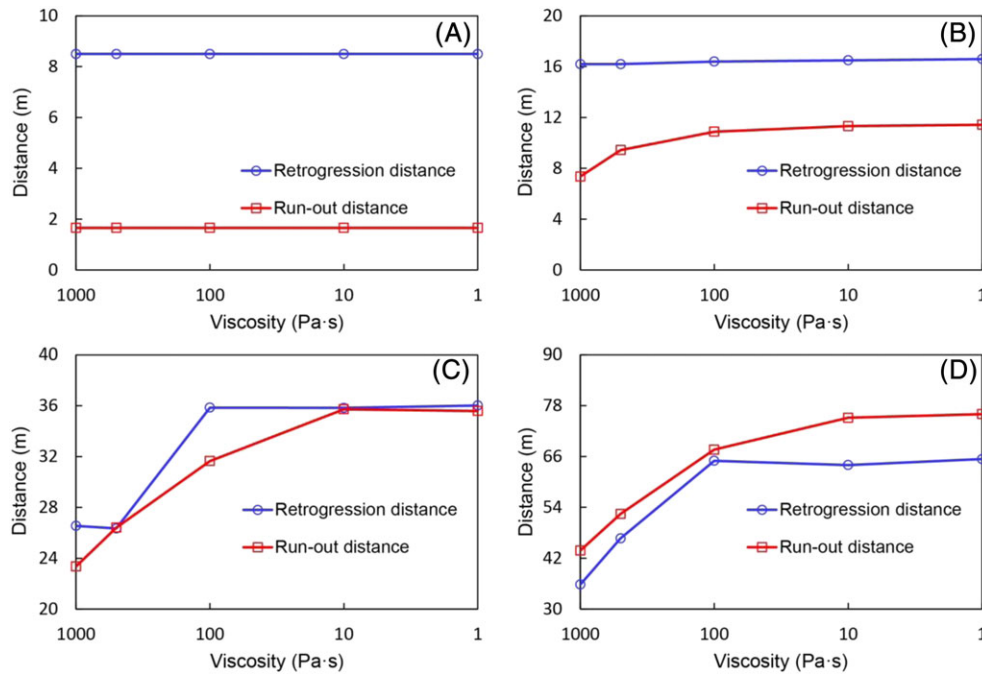 (A)
10
8
6
4
2
0
Distance (m)
Retrogression distance
Run-out distance
1000 100 10 1
Viscosity (Pa·s)
(B)
20
16
12
8
4
0
Distance (m)
Retrogression distance
Run-out distance
1000 100 10 1
Viscosity (Pa·s)
(C)
40
36
32
28
24
20
Distance (m)
Retrogression distance
Run-out distance
1000 100 10 1
Viscosity (Pa·s)
(D)
90
78
66
54
42
30
Distance (m)
Retrogression distance
Run-out distance
1000 100 10 1
Viscosity (Pa·s)